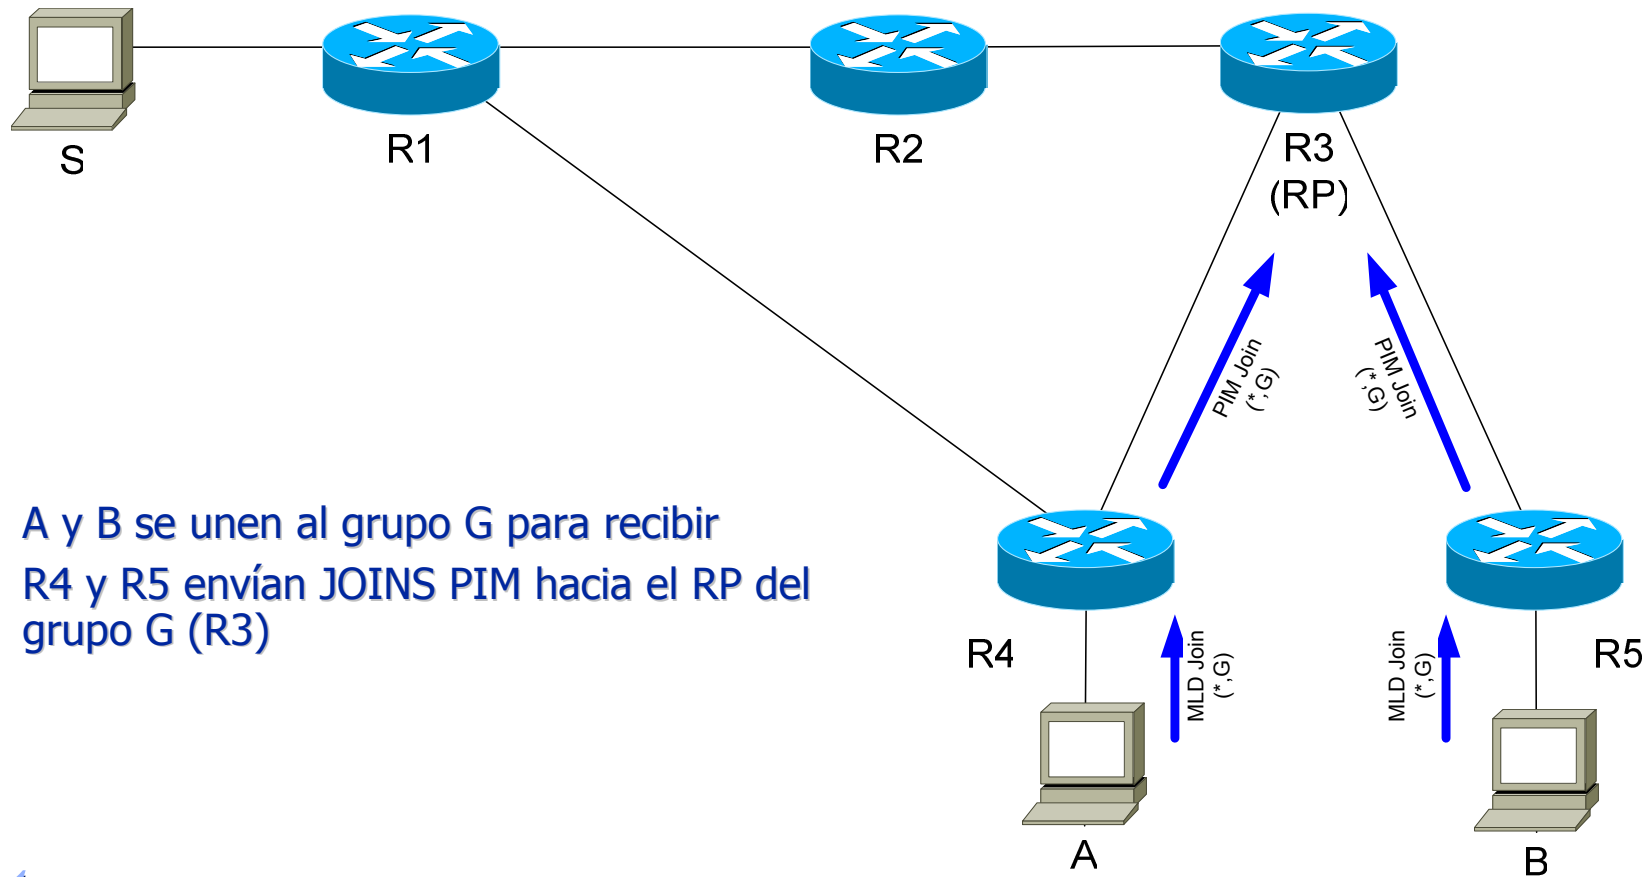 S
R1
R2
R3
(RP)
PIM Join
(*,G)
PIM Join
(*,G)
A y B se unen al grupo G para recibir
R4 y R5 envían JOINS PIM hacia el RP del
grupo G (R3)
R4
MLD Join
(*,G)
MLD Join
(*,G)
R5
A
B